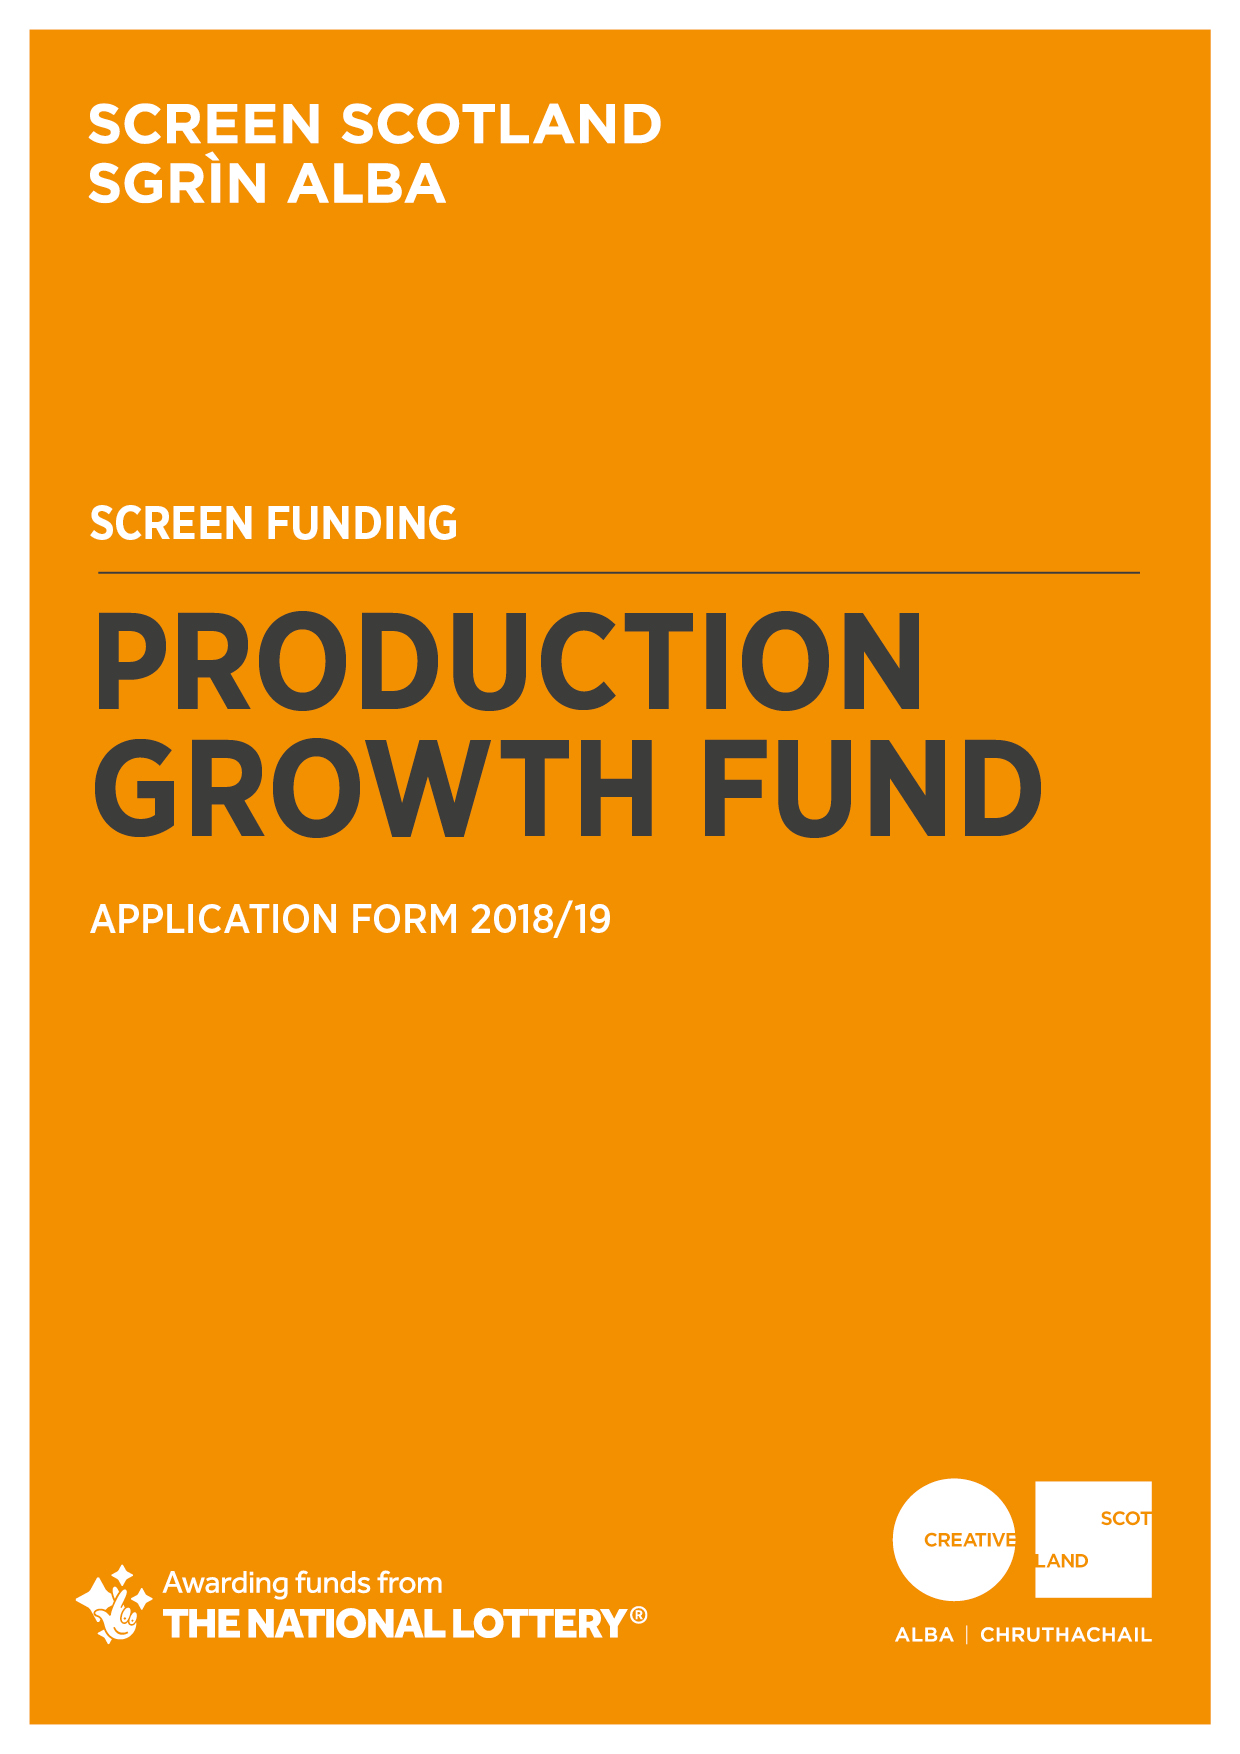 SCREEN SCOTLAND
SGRÌN ALBA
SCREEN FUNDING
PRODUCTION
GROWTH FUND
APPLICATION FORM 2018/19
Awarding funds from
THE NATIONAL LOTTERY®
CREATIVE
SCOT
LAND
ALBA | CHRUTHACHAIL